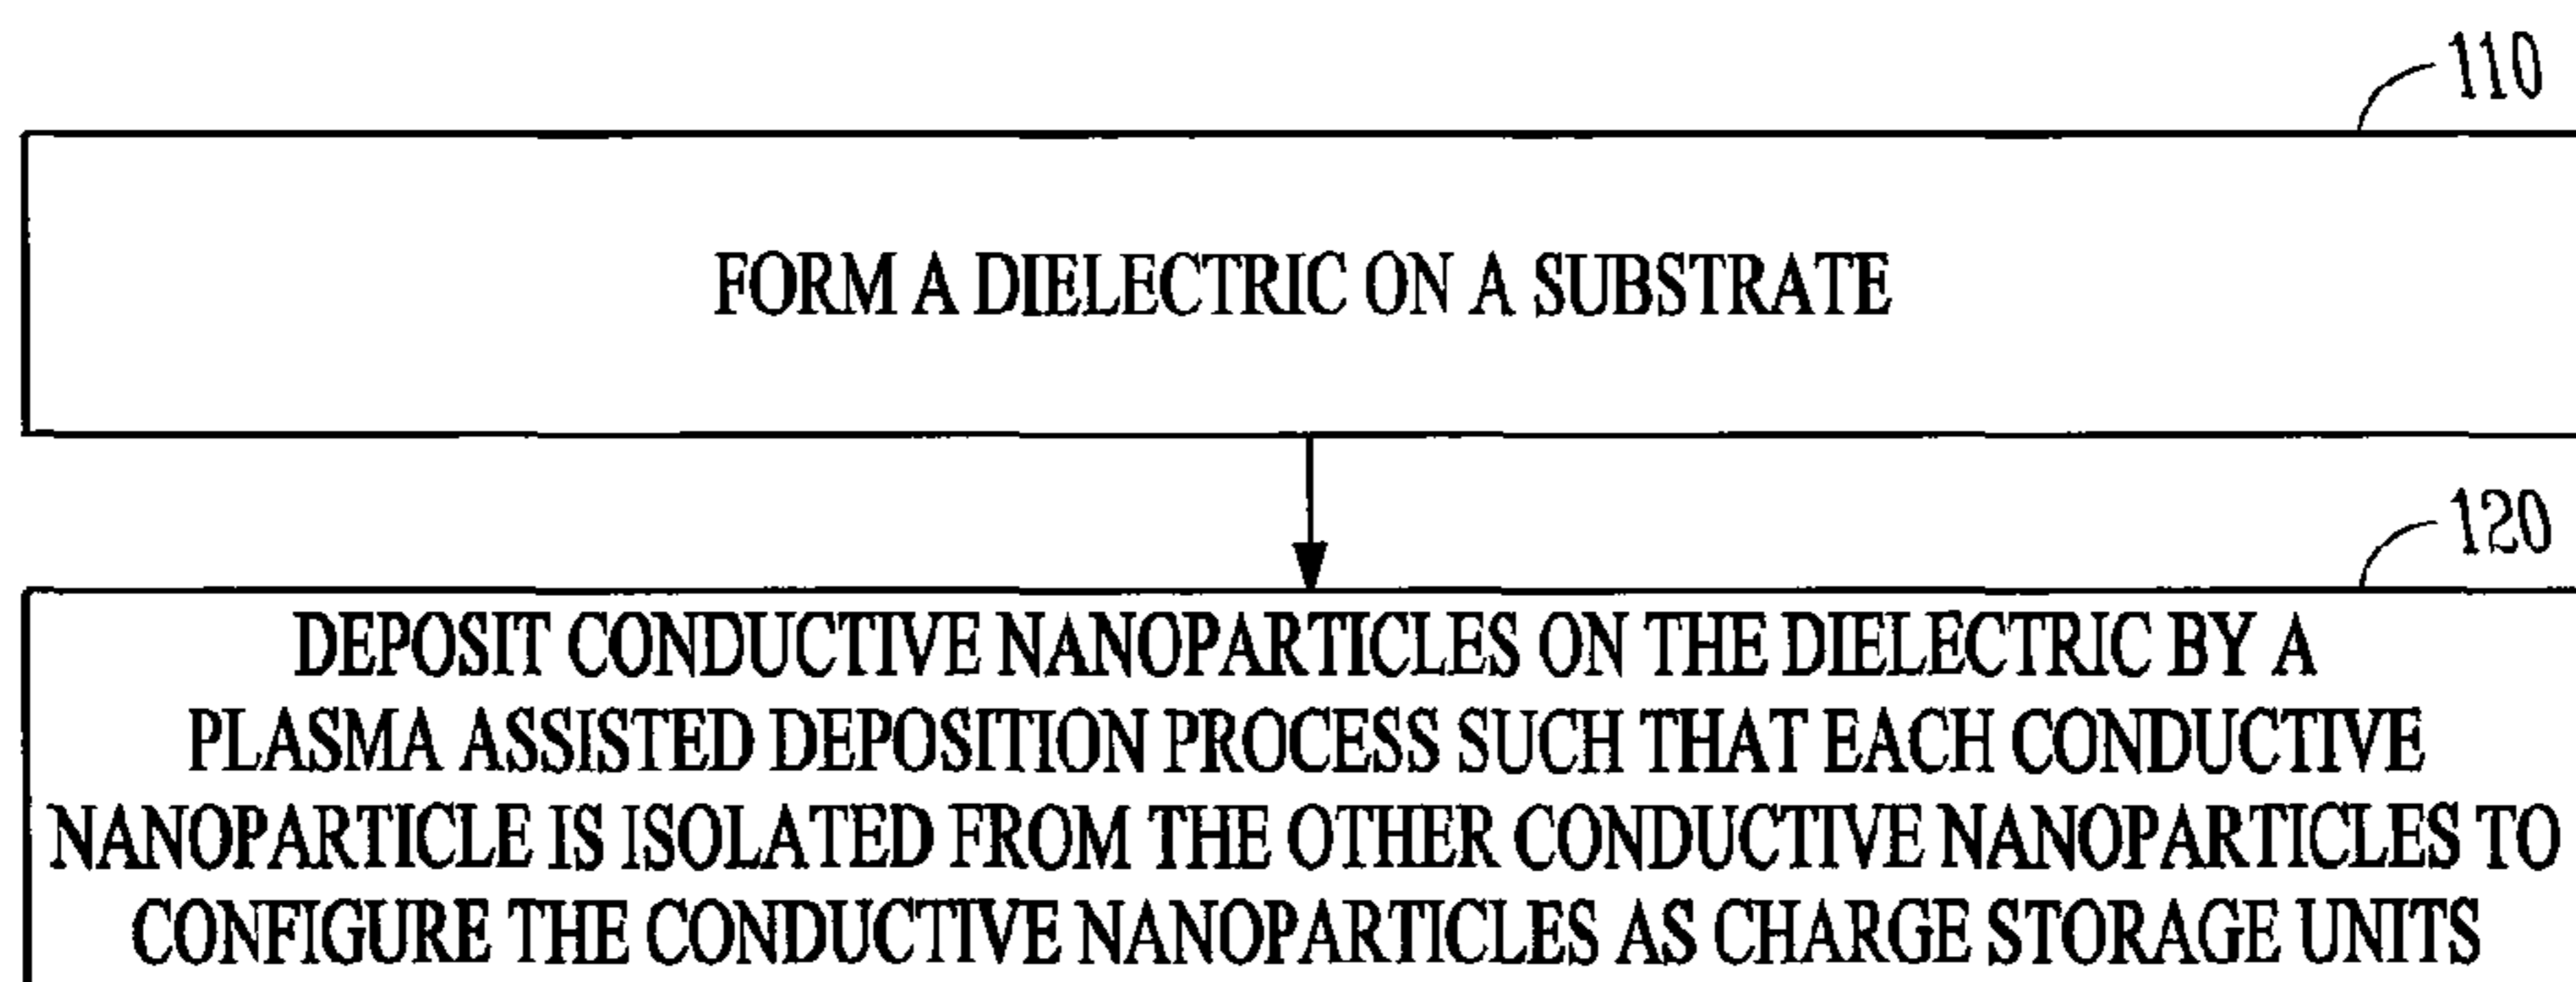 110
FORM A DIELECTRIC ON A SUBSTRATE
120
DEPOSIT CONDUCTIVE NANOPARTICLES ON THE DIELECTRIC BY A
PLASMA ASSISTED DEPOSITION PROCESS SUCH THAT EACH CONDUCTIVE
NANOPARTICLE IS ISOLATED FROM THE OTHER CONDUCTIVE NANOPARTICLES TO
CONFIGURE THE CONDUCTIVE NANOPARTICLES AS CHARGE STORAGE UNITS